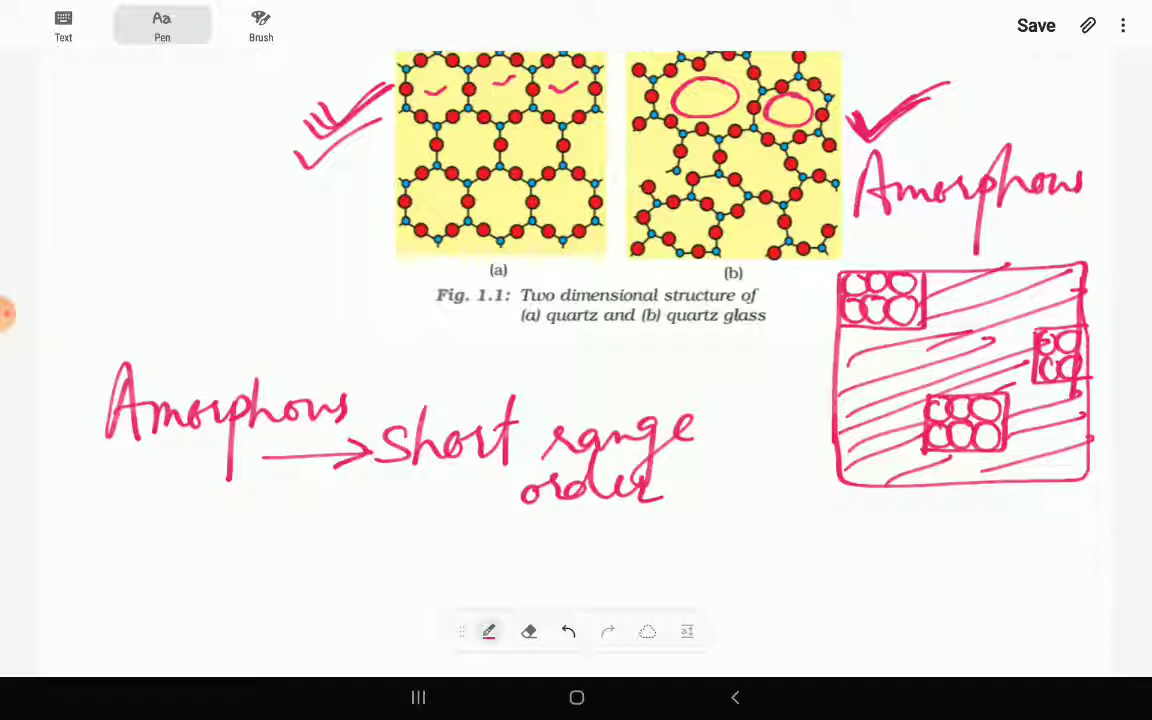 Text
Aa
Pen
Brush
Save
Amorphous
(a)
(b)
Fig. 1.1: Two dimensional structure of
(a) quartz and (b) quartz glass
Amorphous
→ Short range
order